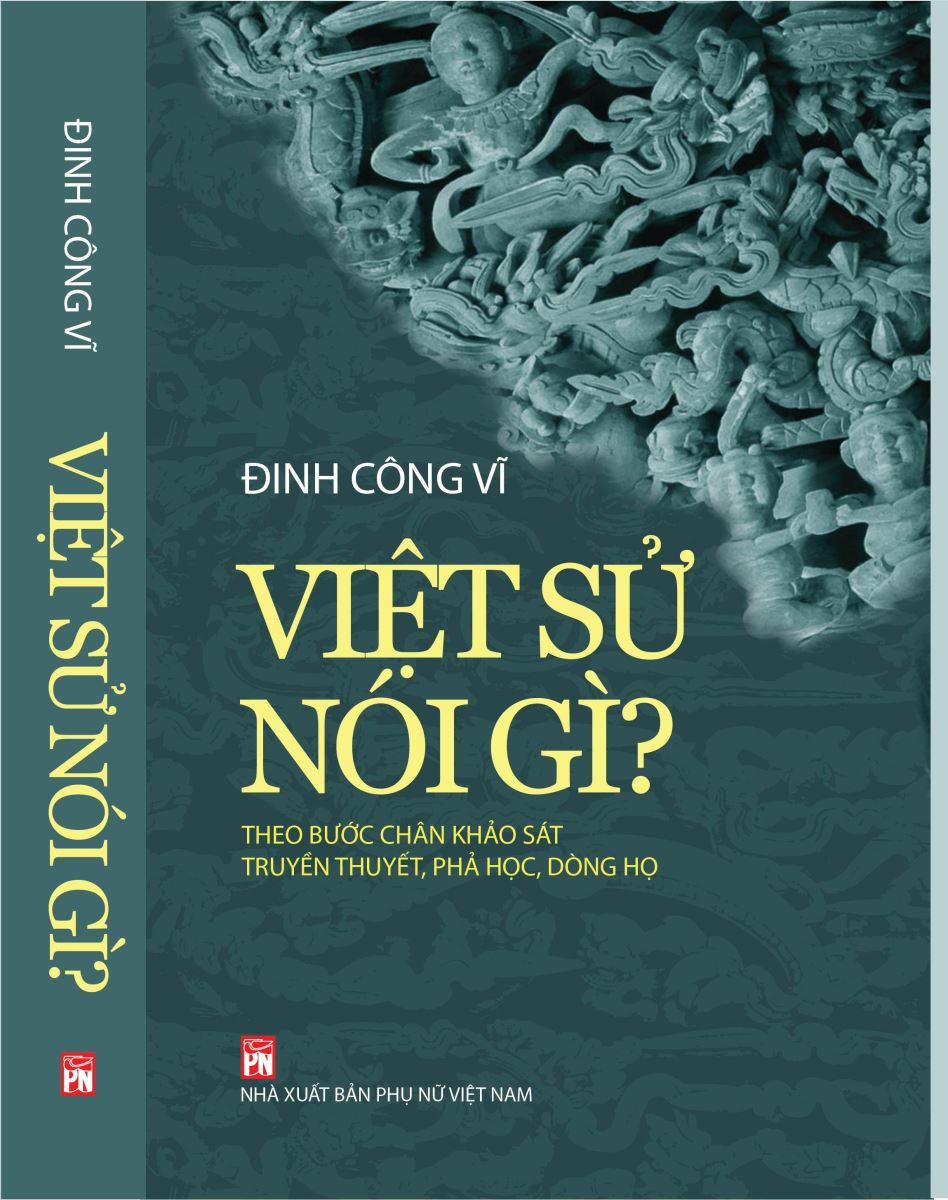 ĐINH CÔNG VĨ
VIỆT SỬ NÓI GÌ?
PN
ĐINH CÔNG VĨ
VIỆT SỬ
NÓI GÌ?
THEO BƯỚC CHÂN KHẢO SÁT
TRUYỀN THUYẾT, PHẢ HỌC, DÒNG HỌ
PN
NHÀ XUẤT BẢN PHỤ NỮ VIỆT NAM